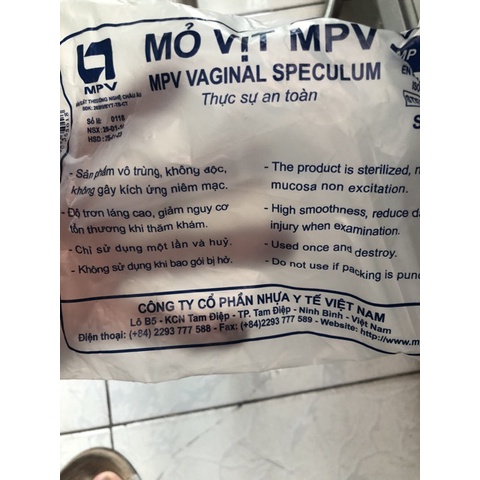 MỎ VỊT MPV
MPV VAGINAL SPECULUM
Thực sự an toàn
MPV
Số lô: 0118
NSX:
HSD:
- Sản phẩm vô trùng, không độc,
không gây kích ứng niêm mạc.
- Độ trơn láng cao, giảm nguy cơ
tổn thương khi thăm khám.
- Chỉ sử dụng một lần và huỷ.
- Không sử dụng khi bao gói bị hở.
- The product is sterilized,
mucosa non excitation.
- High smoothness, reduce
injury when examination.
- Used once and destroy.
- Do not use if packing is
CÔNG TY CỔ PHẦN NHỰA Y TẾ VIỆT NAM
Lô B5 - KCN Tam Điệp - TP. Tam Điệp - Ninh Bình - Việt Nam
Điện thoại: (+84) 2293 777 588 - Fax: (+84)2293 777 589 - Website: